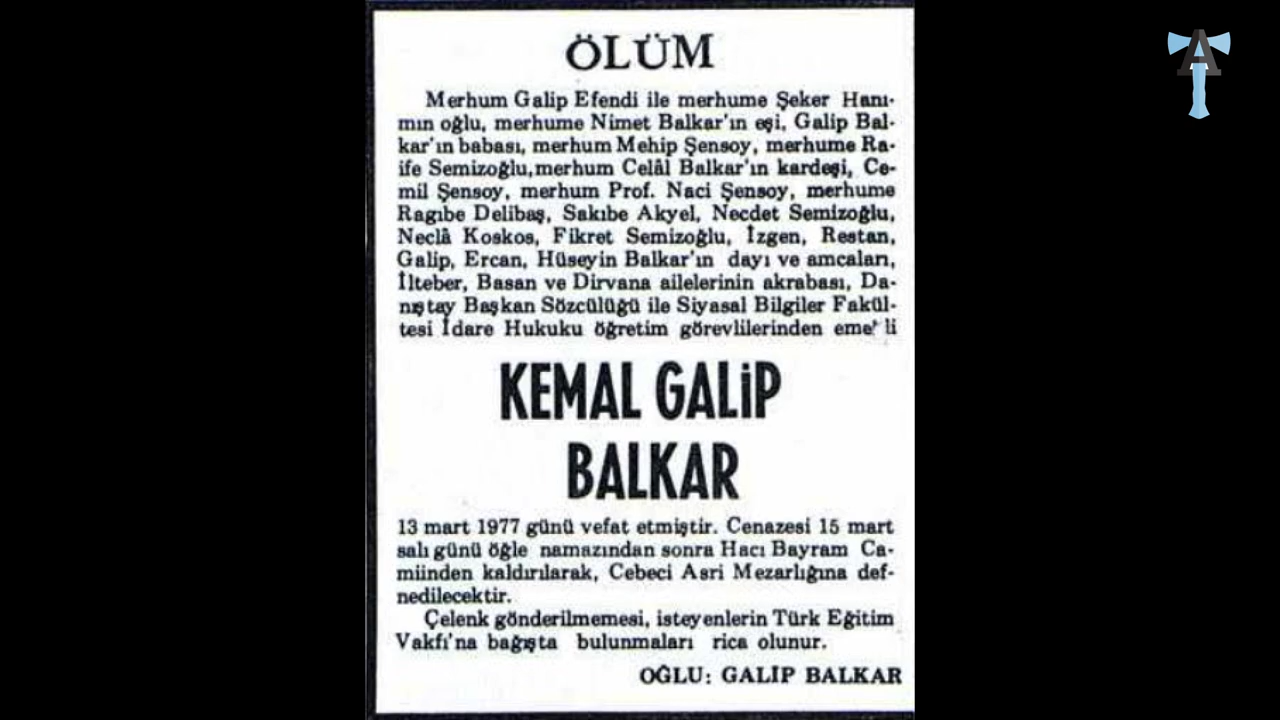 ÖLÜM
Merhum Galip Efendi ile merhume Şeker Hanı-
mın oğlu, merhume Nimet Balkar'ın eşi, Galip Bal-
kar'ın babası, merhum Mehip Şensoy, merhume Ra-
ife Semizoğlu, merhum Celâl Balkar'ın kardeşi, Ce-
mil Şensoy, merhum Prof. Naci Şensoy, merhume
Ragıbe Delibaş, Sakıbe Akyel, Necdet Semizoğlu,
Neclâ Koskos, Fikret Semizoğlu, İzgen, Restan,
Galip, Ercan, Hüseyin Balkar'ın dayı ve amcaları,
İlteber, Basan ve Dirvana ailelerinin akrabası, Da-
nıştay Başkan Sözcülüğü ile Siyasal Bilgiler Fakül-
tesi İdare Hukuku öğretim görevlilerinden emekli
KEMAL GALİP
BALKAR
13 mart 1977 günü vefat etmiştir. Cenazesi 15 mart
salı günü öğle namazından sonra Hacı Bayram Ca-
miinden kaldırılarak, Cebeci Asri Mezarlığına def-
nedilecektir.
Çelenk gönderilmemesi, isteyenlerin Türk Eğitim
Vakfı'na bağışta bulunmaları rica olunur.
OĞLU: GALİP BALKAR
A